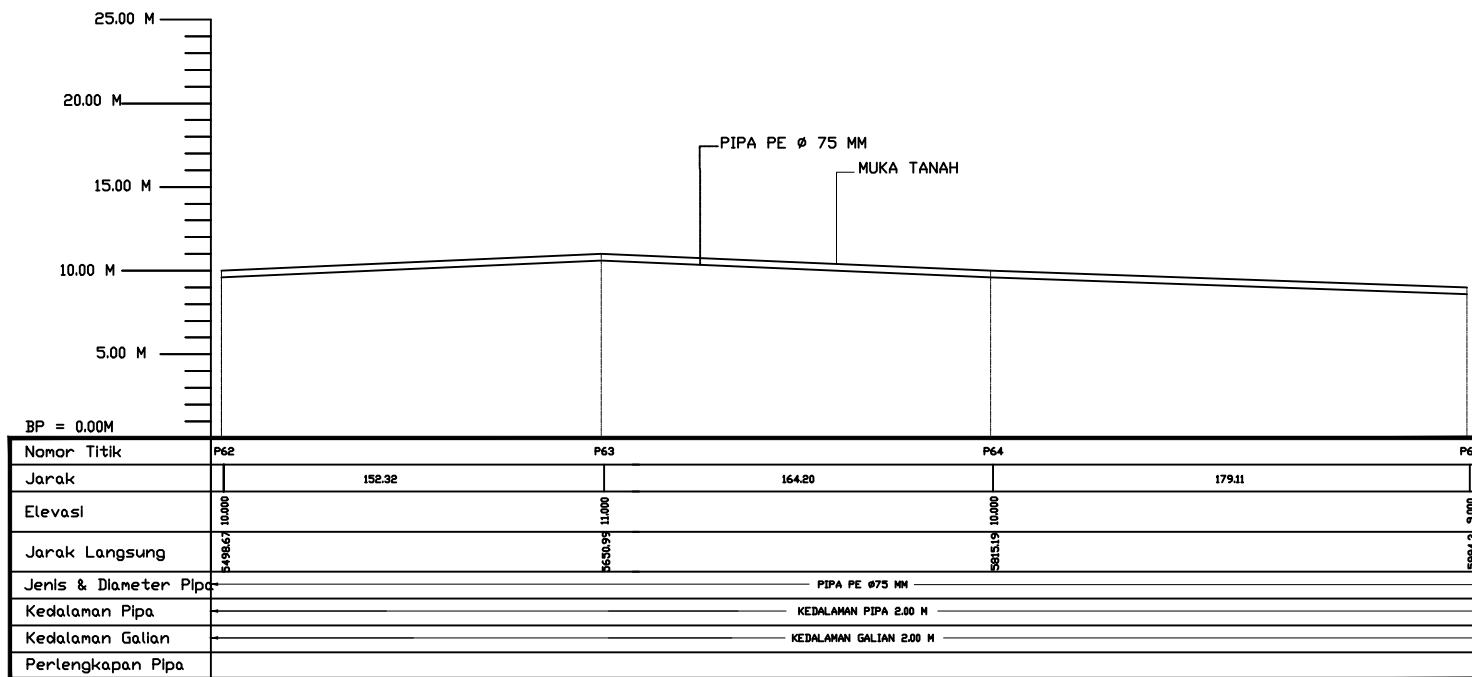 25.00 M
20.00 M
15.00 M
10.00 M
5.00 M
BP = 0.00M
PIPA PE Ø 75 MM
MUKA TANAH
Nomor Titik P62 P63 P64
Jarak 152.32 164.20 179.11
Elevasi 10.000 11.000 10.000 9.000
Jarak Langsung 5498.67 5650.99 5815.19
Jenis & Diameter Pipa PIPA PE Ø75 MM
Kedalaman Pipa KEDALAMAN PIPA 2.00 M
Kedalaman Galian KEDALAMAN GALIAN 2.00 M
Perlengkapan Pipa